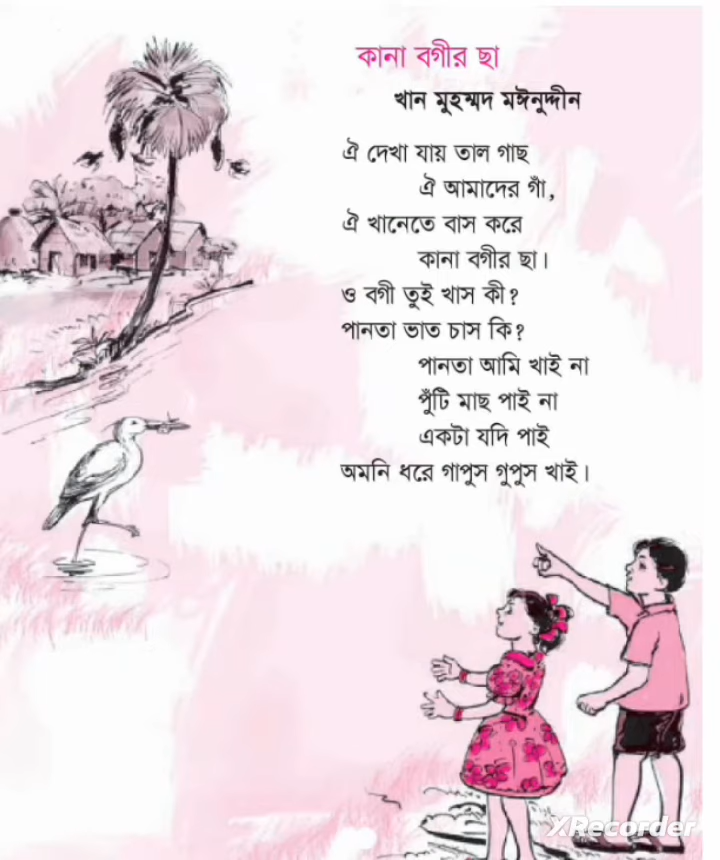 কানা বগীর ছা
খান মুহম্মদ মঈনুদ্দীন
ঐ দেখা যায় তাল গাছ
ঐ আমাদের গাঁ,
ঐ খানেতে বাস করে
কানা বগীর ছা।
ও বগী তুই খাস কী?
পানতা ভাত চাস কি?
পানতা আমি খাই না
পুঁটি মাছ পাই না
একটা যদি পাই
অমনি ধরে গাপুস গুপুস খাই।
XRecorder